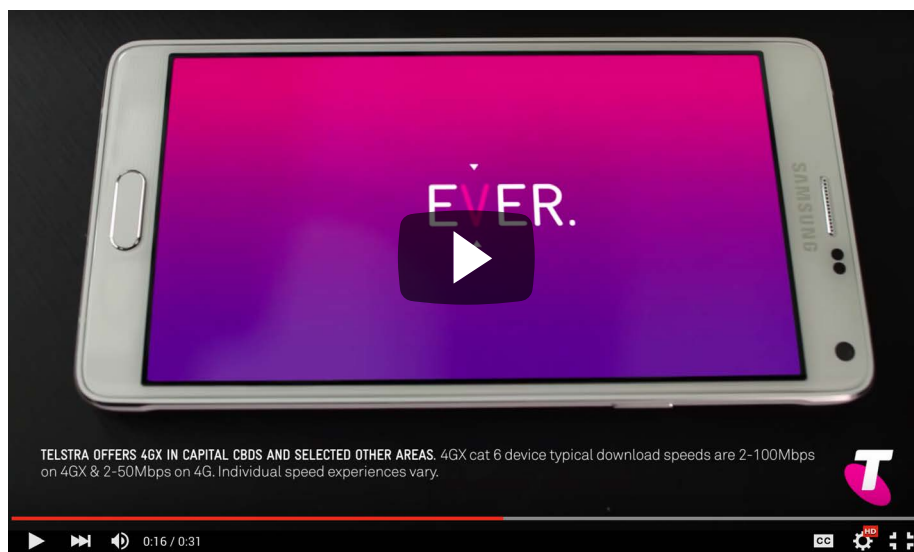 EVER.
SAMSUNG
TELSTRA OFFERS 4GX IN CAPITAL CBDS AND SELECTED OTHER AREAS. 4GX cat 6 device typical download speeds are 2-100Mbps
on 4GX & 2-50Mbps on 4G. Individual speed experiences vary.
T
0:16 / 0:31
CC
HD